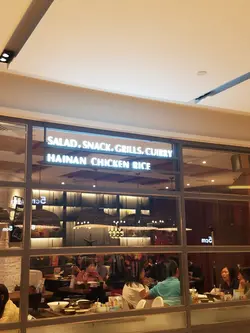 SALAD, SNACK, GRILLS, CURRY
HAINAN CHICKEN RICE